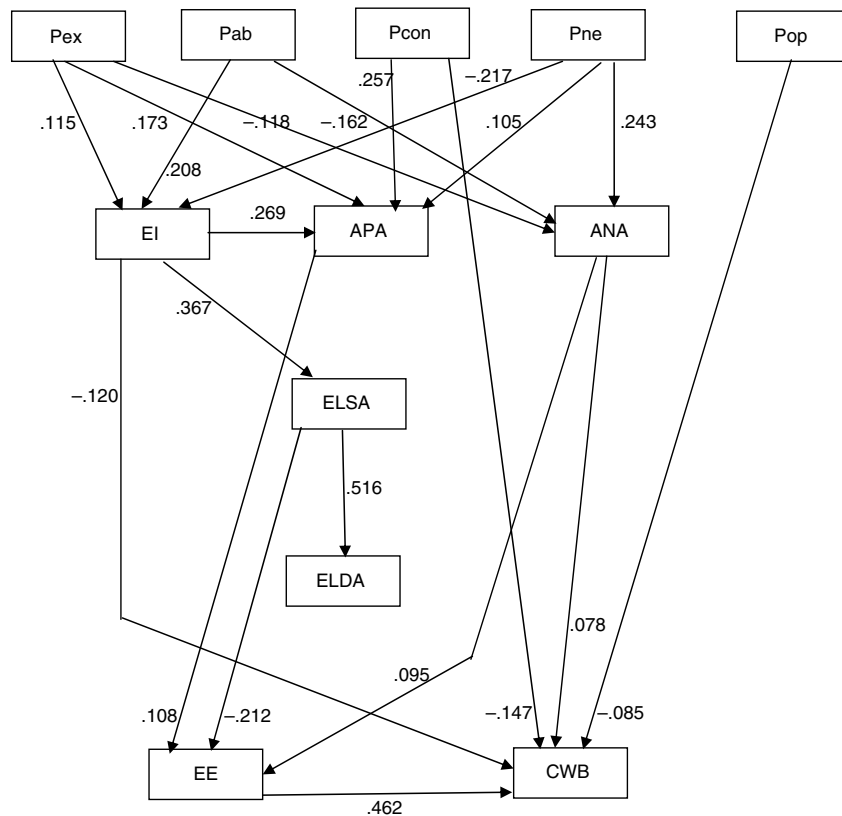 Pex
Pab
Pcon
Pne
Pop
.257
–.217
.115
.173
–.118
–.162
.105
.243
.208
EI
.269
APA
ANA
.367
–.120
ELSA
.516
ELDA
.078
.095
.108
–.212
–.147
–.085
EE
CWB
.462